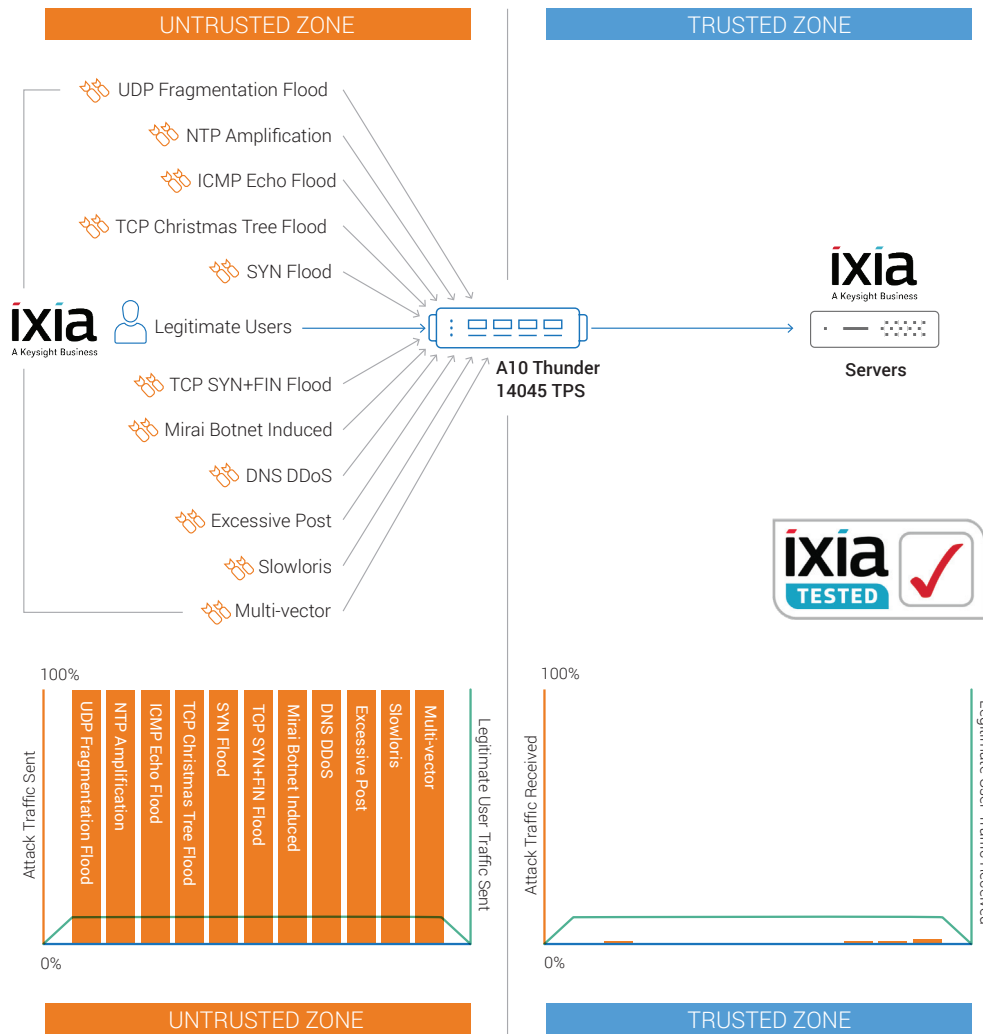 UNTRUSTED ZONE
TRUSTED ZONE
UDP Fragmentation Flood
NTP Amplification
ICMP Echo Flood
TCP Christmas Tree Flood
SYN Flood
ixia
A Keysight Business
Legitimate Users
TCP SYN+FIN Flood
Mirai Botnet Induced
DNS DDoS
Excessive Post
Slowloris
Multi-vector
A10 Thunder
14045 TPS
ixia
A Keysight Business
Servers
ixia
TESTED
100%
Attack Traffic Sent
UDP Fragmentation Flood
NTP Amplification
ICMP Echo Flood
TCP Christmas Tree Flood
SYN Flood
TCP SYN+FIN Flood
Mirai Botnet Induced
DNS DDoS
Excessive Post
Slowloris
Multi-vector
Legitimate User Traffic Sent
0%
100%
Attack Traffic Received
Legitimate User Traffic Received
0%
UNTRUSTED ZONE
TRUSTED ZONE